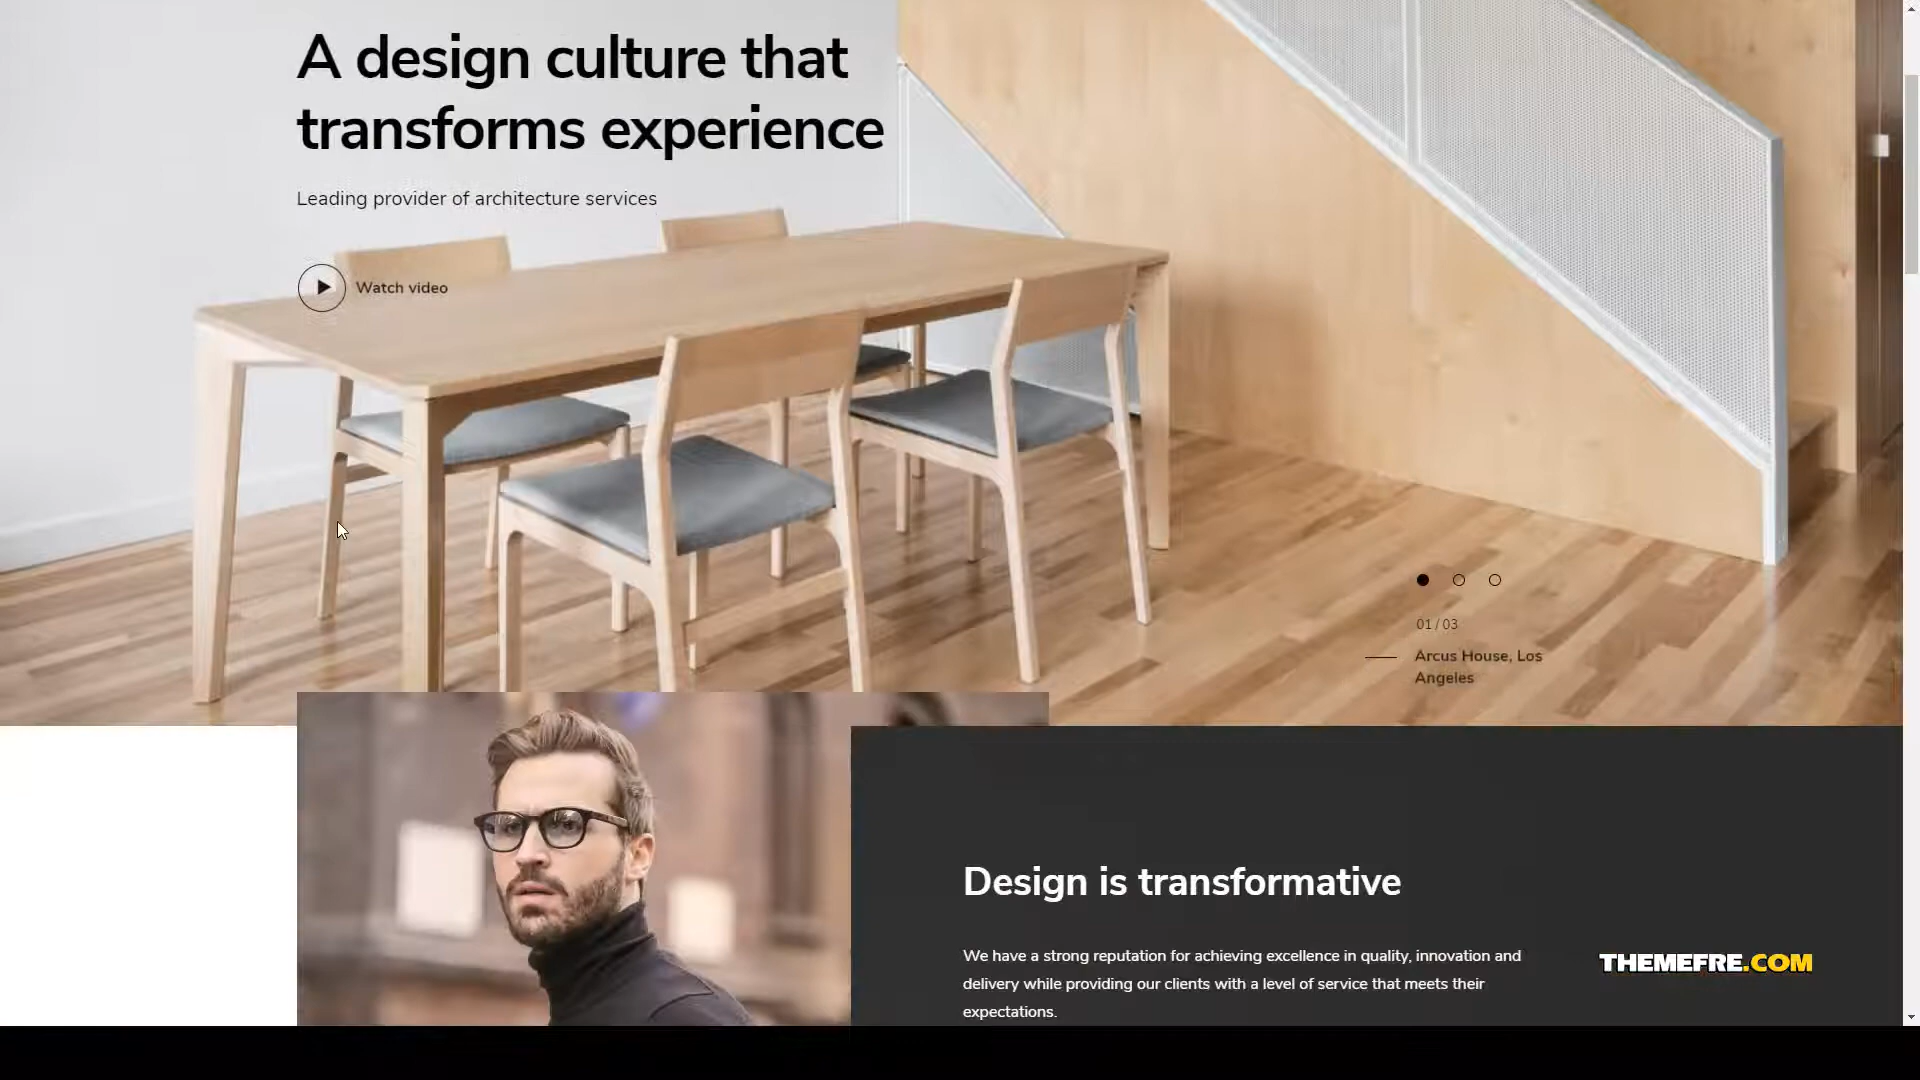 A design culture that
transforms experience
Leading provider of architecture services
Watch video
01 / 03
Arcus House, Los
Angeles
Design is transformative
We have a strong reputation for achieving excellence in quality, innovation and
delivery while providing our clients with a level of service that meets their
expectations.
THEMEFRE.COM